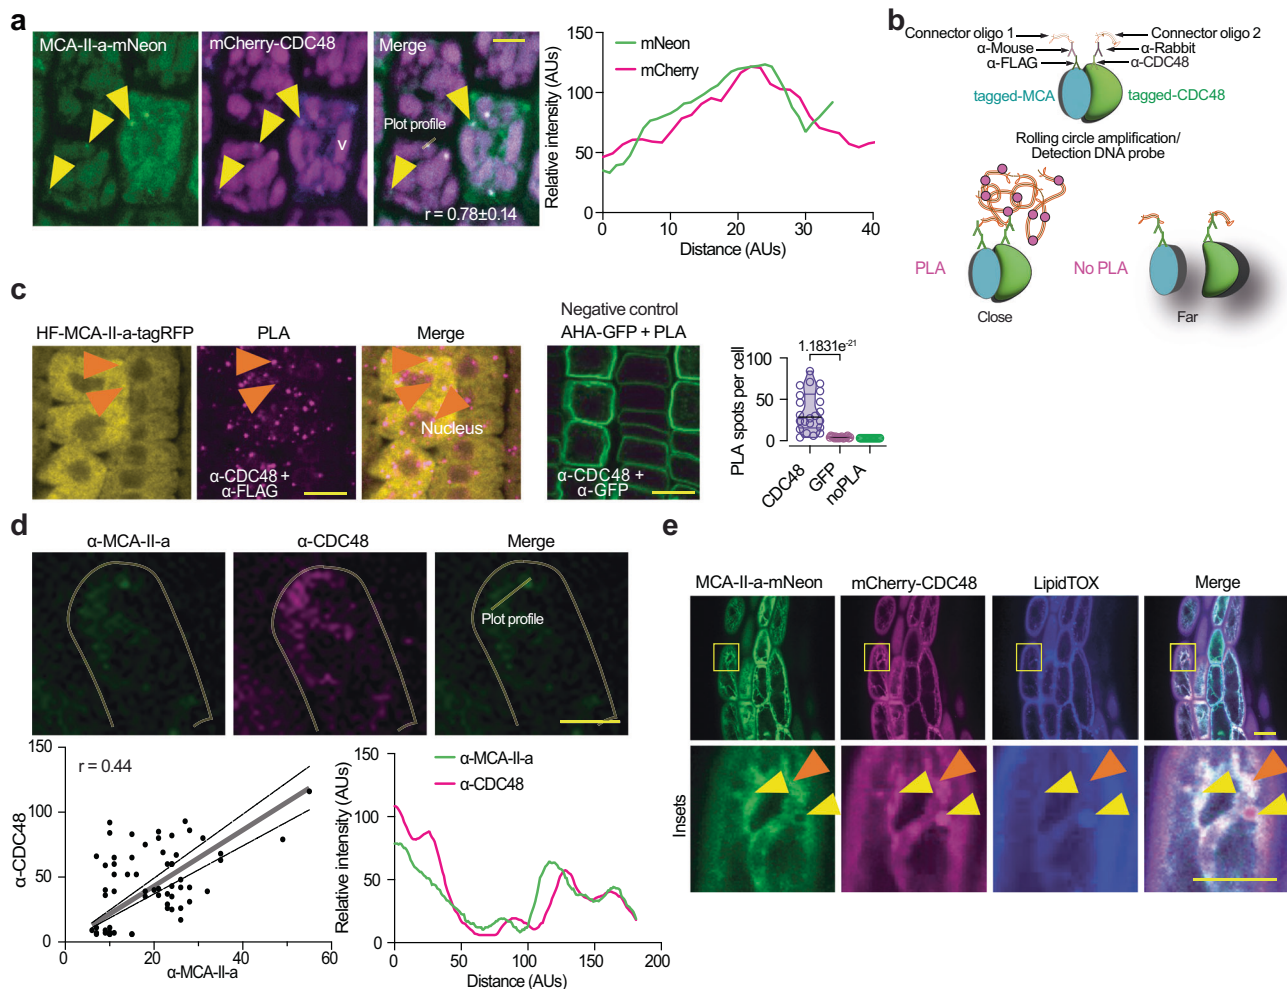 a
MCA-II-a-mNeon
mCherry-CDC48
Merge
Plot profile
v
r = 0.78±0.14
Relative intensity (AUs)
150
100
50
0
mNeon
mCherry
0 10 20 30 40
Distance (AUs)
b
Connector oligo 1
Connector oligo 2
α-Mouse
α-Rabbit
α-FLAG
α-CDC48
tagged-MCA
tagged-CDC48
Rolling circle amplification/
Detection DNA probe
PLA
No PLA
Close
Far
c
HF-MCA-II-a-tagRFP
PLA
Merge
α-CDC48 +
α-FLAG
Nucleus
Negative control
AHA-GFP + PLA
α-CDC48 +
α-GFP
PLA spots per cell
100
50
0
1.1831e-21
CDC48
GFP
noPLA
d
α-MCA-II-a
α-CDC48
Merge
Plot profile
α-CDC48
150
100
50
0
r = 0.44
0 20 40 60
α-MCA-II-a
Relative intensity (AUs)
150
100
50
0
α-MCA-II-a
α-CDC48
0 50 100 150 200
Distance (AUs)
e
MCA-II-a-mNeon
mCherry-CDC48
LipidTOX
Merge
Insets